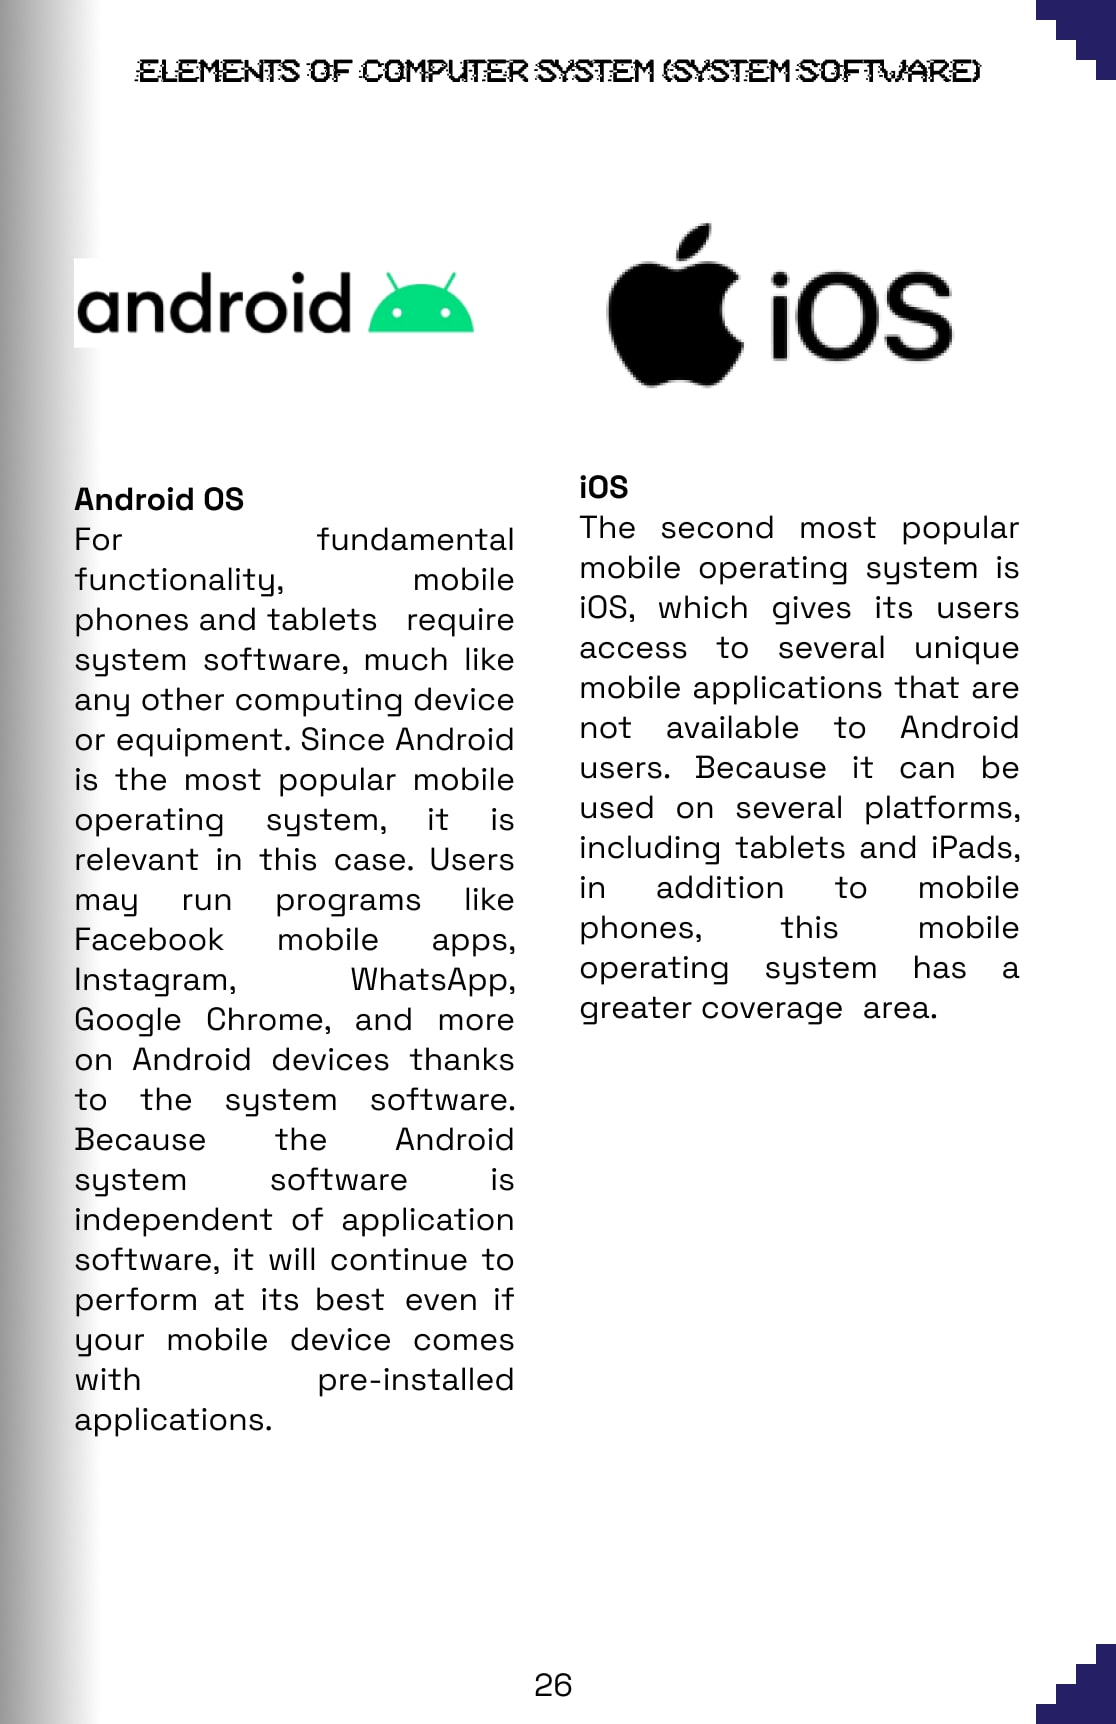 ELEMENTS OF COMPUTER SYSTEM (SYSTEM SOFTWARE)
android
iOS
Android OS
For fundamental
functionality, mobile
phones and tablets require
system software, much like
any other computing device
or equipment. Since Android
is the most popular mobile
operating system, it is
relevant in this case. Users
may run programs like
Facebook mobile apps,
Instagram, WhatsApp,
Google Chrome, and more
on Android devices thanks
to the system software.
Because the Android
system software is
independent of application
software, it will continue to
perform at its best even if
your mobile device comes
with pre-installed
applications.
iOS
The second most popular
mobile operating system is
iOS, which gives its users
access to several unique
mobile applications that are
not available to Android
users. Because it can be
used on several platforms,
including tablets and iPads,
in addition to mobile
phones, this mobile
operating system has a
greater coverage area.
26